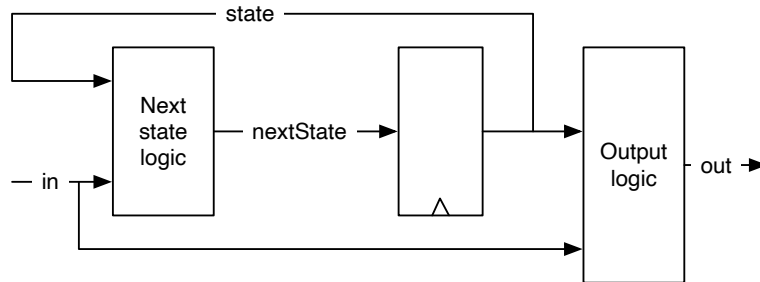 state
Next
state
logic
nextState
in
Output
logic
out